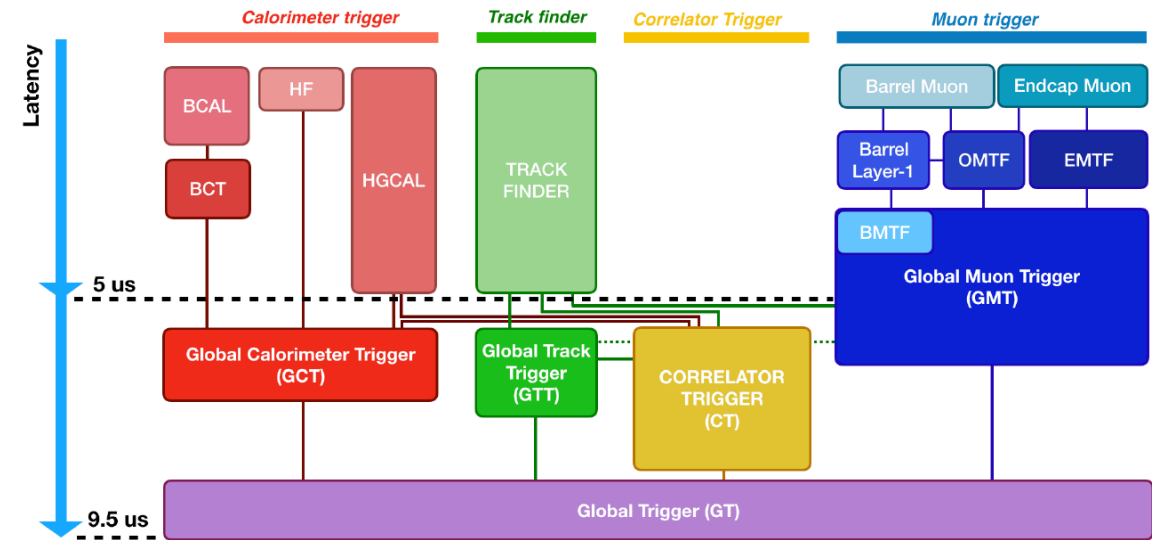 Calorimeter trigger
Track finder
Correlator Trigger
Muon trigger
Latency
BCAL
HF
HGCAL
TRACK
FINDER
Barrel Muon
Endcap Muon
BCT
Barrel
Layer-1
OMTF
EMTF
BMTF
Global Muon Trigger
(GMT)
5 us
Global Calorimeter Trigger
(GCT)
Global Track
Trigger
(GTT)
CORRELATOR
TRIGGER
(CT)
Global Trigger (GT)
9.5 us